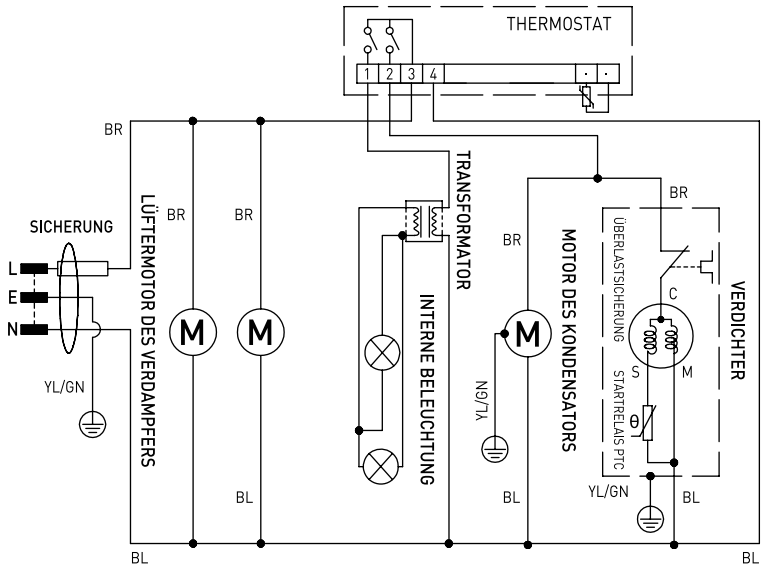 THERMOSTAT
1 2 3 4
BR
SICHERUNG
L
E
N
YL/GN
LÜFTERMOTOR DES VERDAMPFERS
BR
BR
M
M
BL
BL
TRANSFORMATOR
INTERNE BELEUCHTUNG
BR
M
YL/GN
MOTOR DES KONDENSATORS
BL
BR
ÜBERLASTSICHERUNG
C
S
M
STARTRELAIS PTC
θ
VERDICHTER
YL/GN
BL
BL